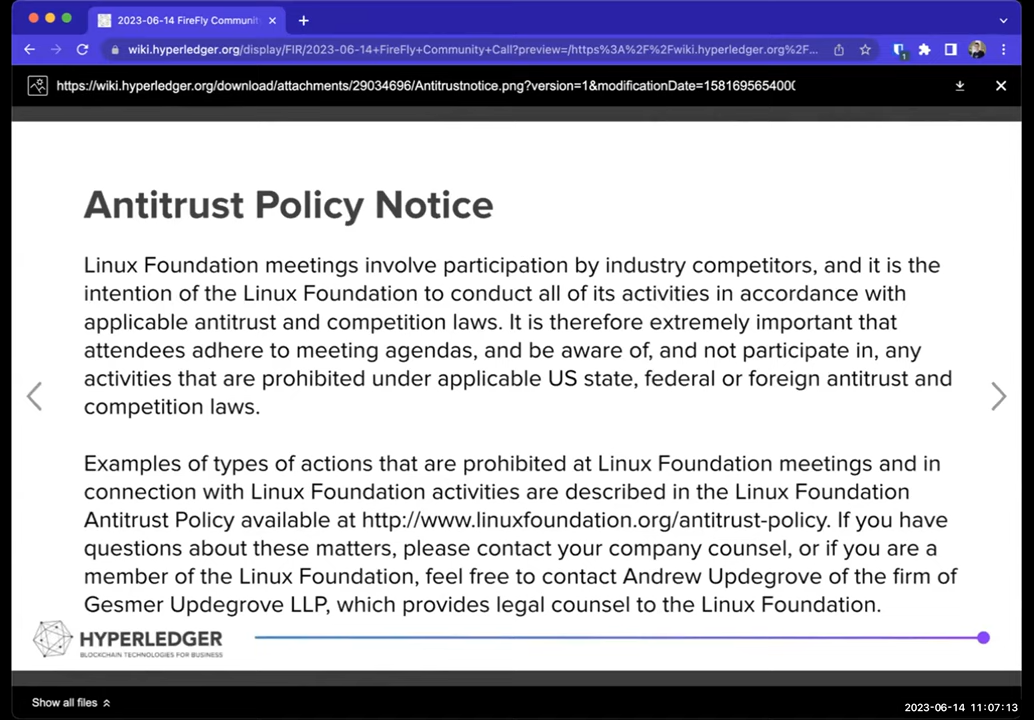 2023-06-14 FireFly Communit
wiki.hyperledger.org/display/FIR/2023-06-14+FireFly+Community+Call?preview=/https%3A%2F%2Fwiki.hyperledger.org%2F...
1
https://wiki.hyperledger.org/download/attachments/29034696/Antitrustnotice.png?version=1&modificationDate=1581695654000
Antitrust Policy Notice
Linux Foundation meetings involve participation by industry competitors, and it is the
intention of the Linux Foundation to conduct all of its activities in accordance with
applicable antitrust and competition laws. It is therefore extremely important that
attendees adhere to meeting agendas, and be aware of, and not participate in, any
activities that are prohibited under applicable US state, federal or foreign antitrust and
competition laws.
Examples of types of actions that are prohibited at Linux Foundation meetings and in
connection with Linux Foundation activities are described in the Linux Foundation
Antitrust Policy available at http://www.linuxfoundation.org/antitrust-policy. If you have
questions about these matters, please contact your company counsel, or if you are a
member of the Linux Foundation, feel free to contact Andrew Updegrove of the firm of
Gesmer Updegrove LLP, which provides legal counsel to the Linux Foundation.
HYPERLEDGER
BLOCKCHAIN TECHNOLOGIES FOR BUSINESS
Show all files
2023-06-14 11:07:13